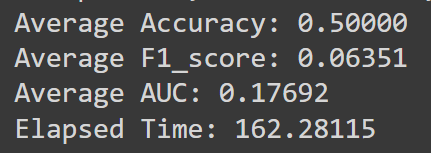 Average Accuracy: 0.50000
Average F1_score: 0.06351
Average AUC: 0.17692
Elapsed Time: 162.28115